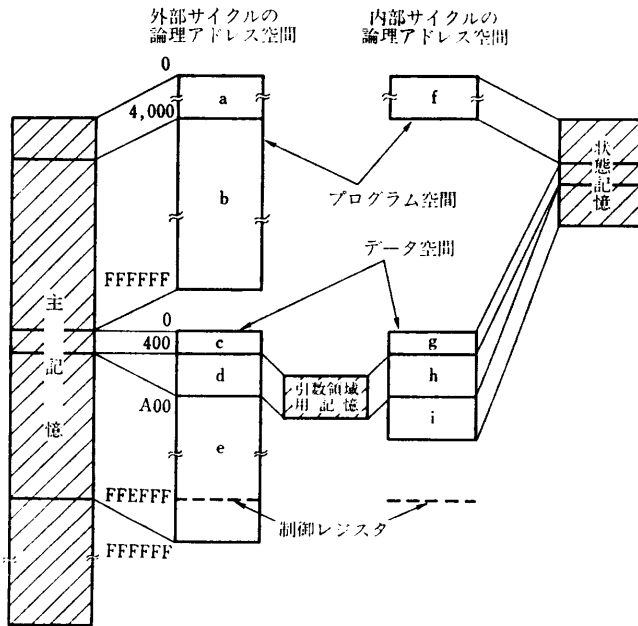 外部サイクルの
論理アドレス空間
内部サイクルの
論理アドレス空間
0
a
f
4,000
b
プログラム空間
状態記憶
データ空間
FFFFFF
主記憶
0
c
g
400
d
h
引数領域
用記憶
A00
i
e
FFEFFF
制御レジスタ
FFFFFF